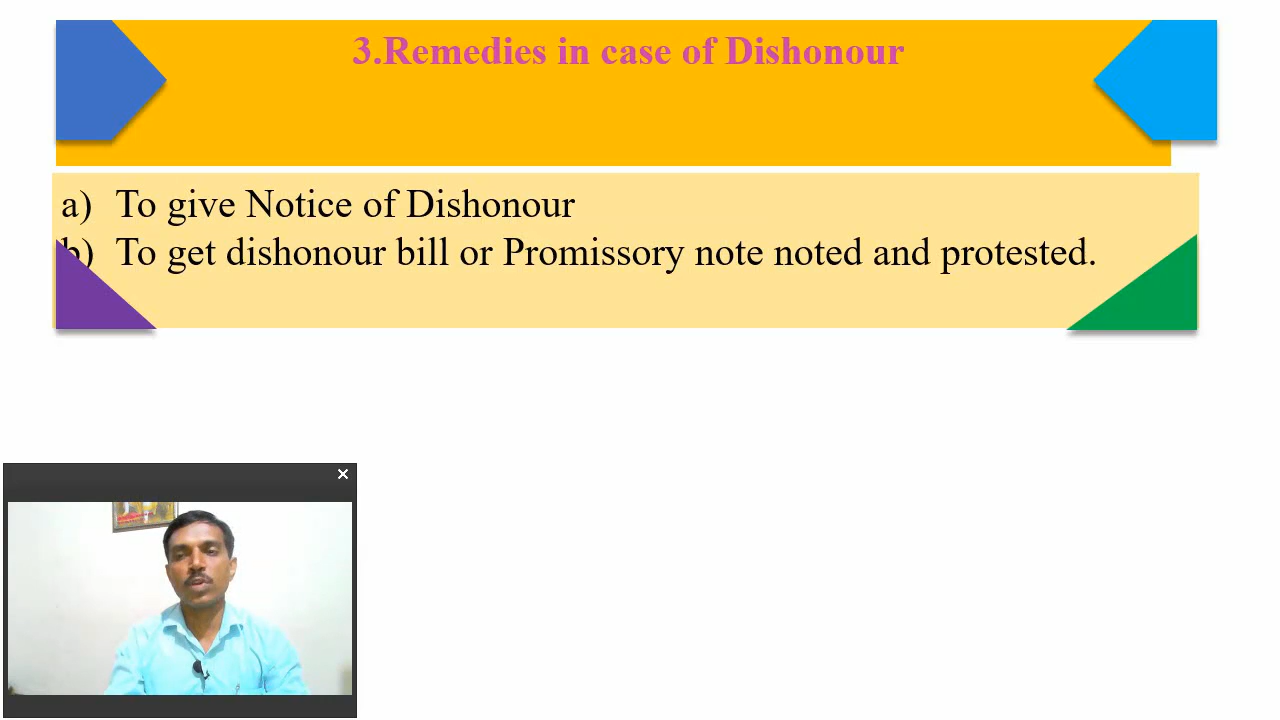 3.Remedies in case of Dishonour
a) To give Notice of Dishonour
b) To get dishonour bill or Promissory note noted and protested.